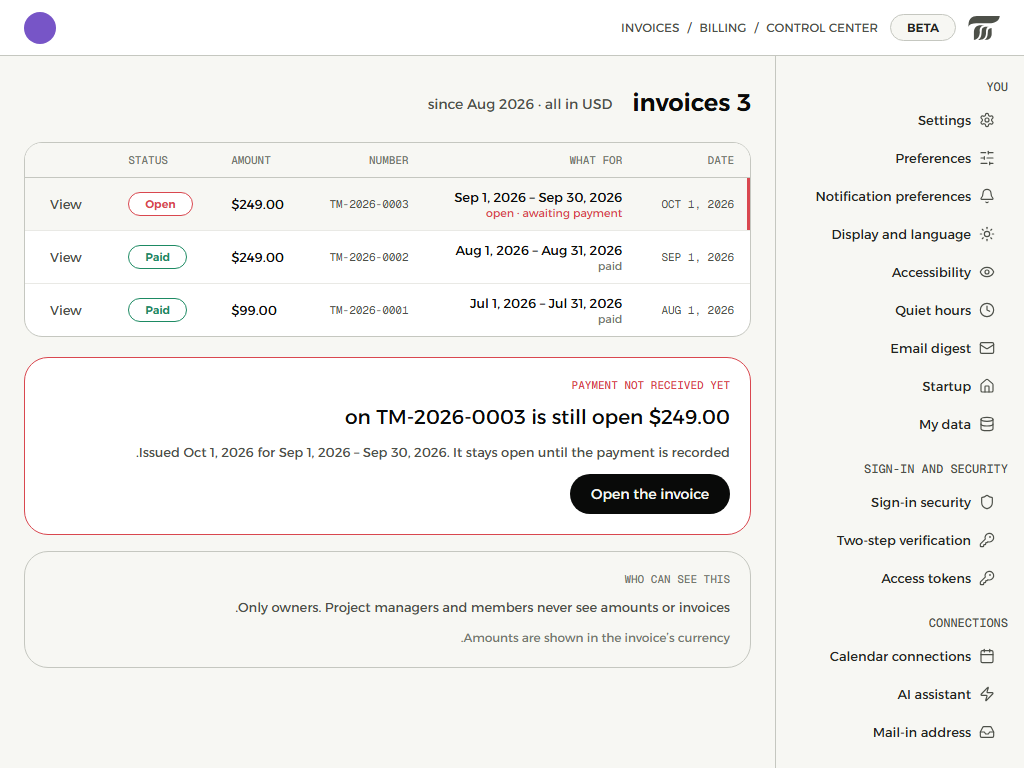 INVOICES / BILLING / CONTROL CENTER BETA
YOU
Settings
Preferences
Notification preferences
Display and language
Accessibility
Quiet hours
Email digest
Startup
My data
SIGN-IN AND SECURITY
Sign-in security
Two-step verification
Access tokens
CONNECTIONS
Calendar connections
AI assistant
Mail-in address
invoices 3
since Aug 2026 · all in USD
DATE WHAT FOR NUMBER AMOUNT STATUS
OCT 1, 2026 Sep 1, 2026 – Sep 30, 2026 TM-2026-0003 $249.00 Open View
open · awaiting payment
SEP 1, 2026 Aug 1, 2026 – Aug 31, 2026 TM-2026-0002 $249.00 Paid View
paid
AUG 1, 2026 Jul 1, 2026 – Jul 31, 2026 TM-2026-0001 $99.00 Paid View
paid
PAYMENT NOT RECEIVED YET
on TM-2026-0003 is still open $249.00
.Issued Oct 1, 2026 for Sep 1, 2026 – Sep 30, 2026. It stays open until the payment is recorded
Open the invoice
WHO CAN SEE THIS
.Only owners. Project managers and members never see amounts or invoices
.Amounts are shown in the invoice's currency